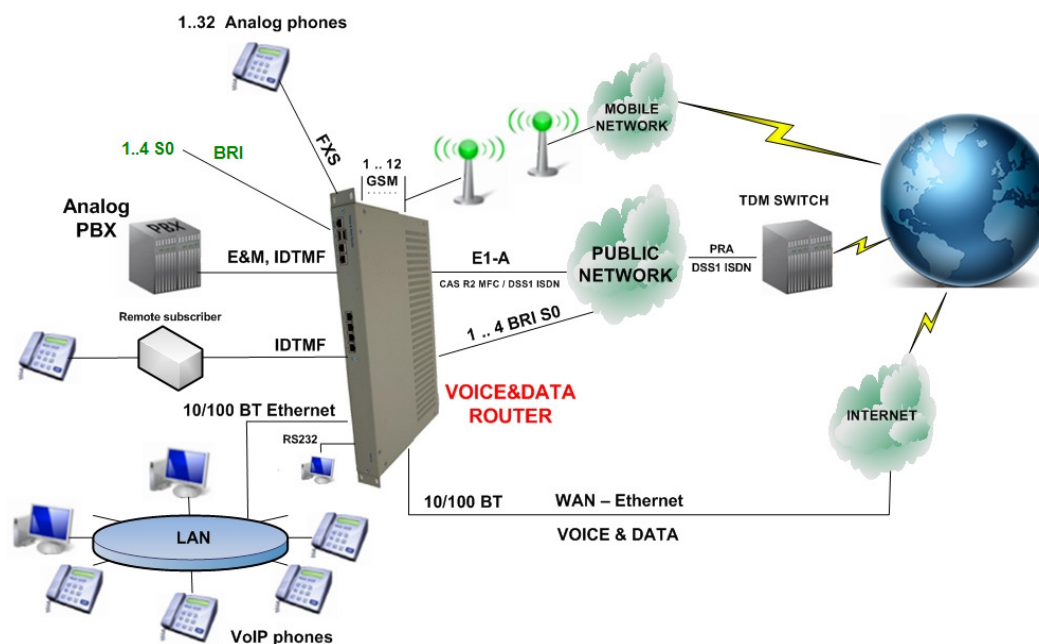 1..32 Analog phones
FXS
1..4 S0
BRI
1 .. 12
GSM
......
MOBILE
NETWORK
Analog
PBX
PBX
E&M, IDTMF
E1-A
CAS R2 MFC / DSS1 ISDN
PUBLIC
NETWORK
PRA
DSS1 ISDN
TDM SWITCH
1 .. 4 BRI S0
Remote subscriber
IDTMF
VOICE&DATA
ROUTER
10/100 BT Ethernet
RS232
INTERNET
10/100 BT
WAN – Ethernet
VOICE & DATA
LAN
VoIP phones